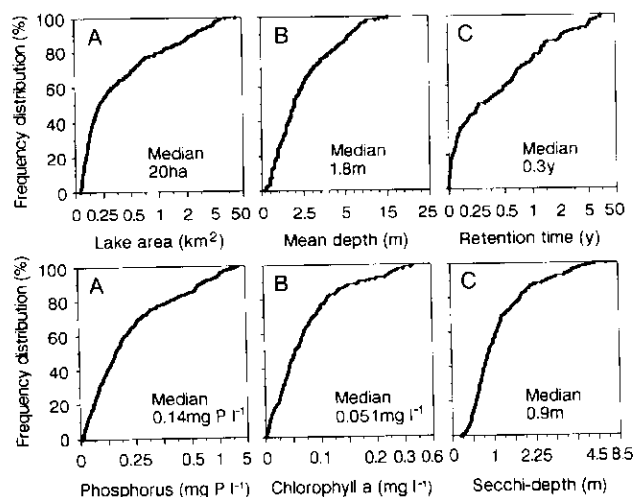 Frequency distribution (%)
100
80
60
40
20
0
A
Median
20ha
0 0.25 0.5 1 2 5 50
Lake area (km²)
B
Median
1.8m
0 2.5 5 15 25
Mean depth (m)
C
Median
0.3y
0 0.25 0.5 1 2 5 50
Retention time (y)
Frequency distribution (%)
100
80
60
40
20
0
A
Median
0.14mg P l⁻¹
0 0.25 0.5 1 5
Phosphorus (mg P l⁻¹)
B
Median
0.051mg l⁻¹
0 0.1 0.2 0.3 0.6
Chlorophyll a (mg l⁻¹)
C
Median
0.9m
0 1 2.25 4.5 8.5
Secchi-depth (m)